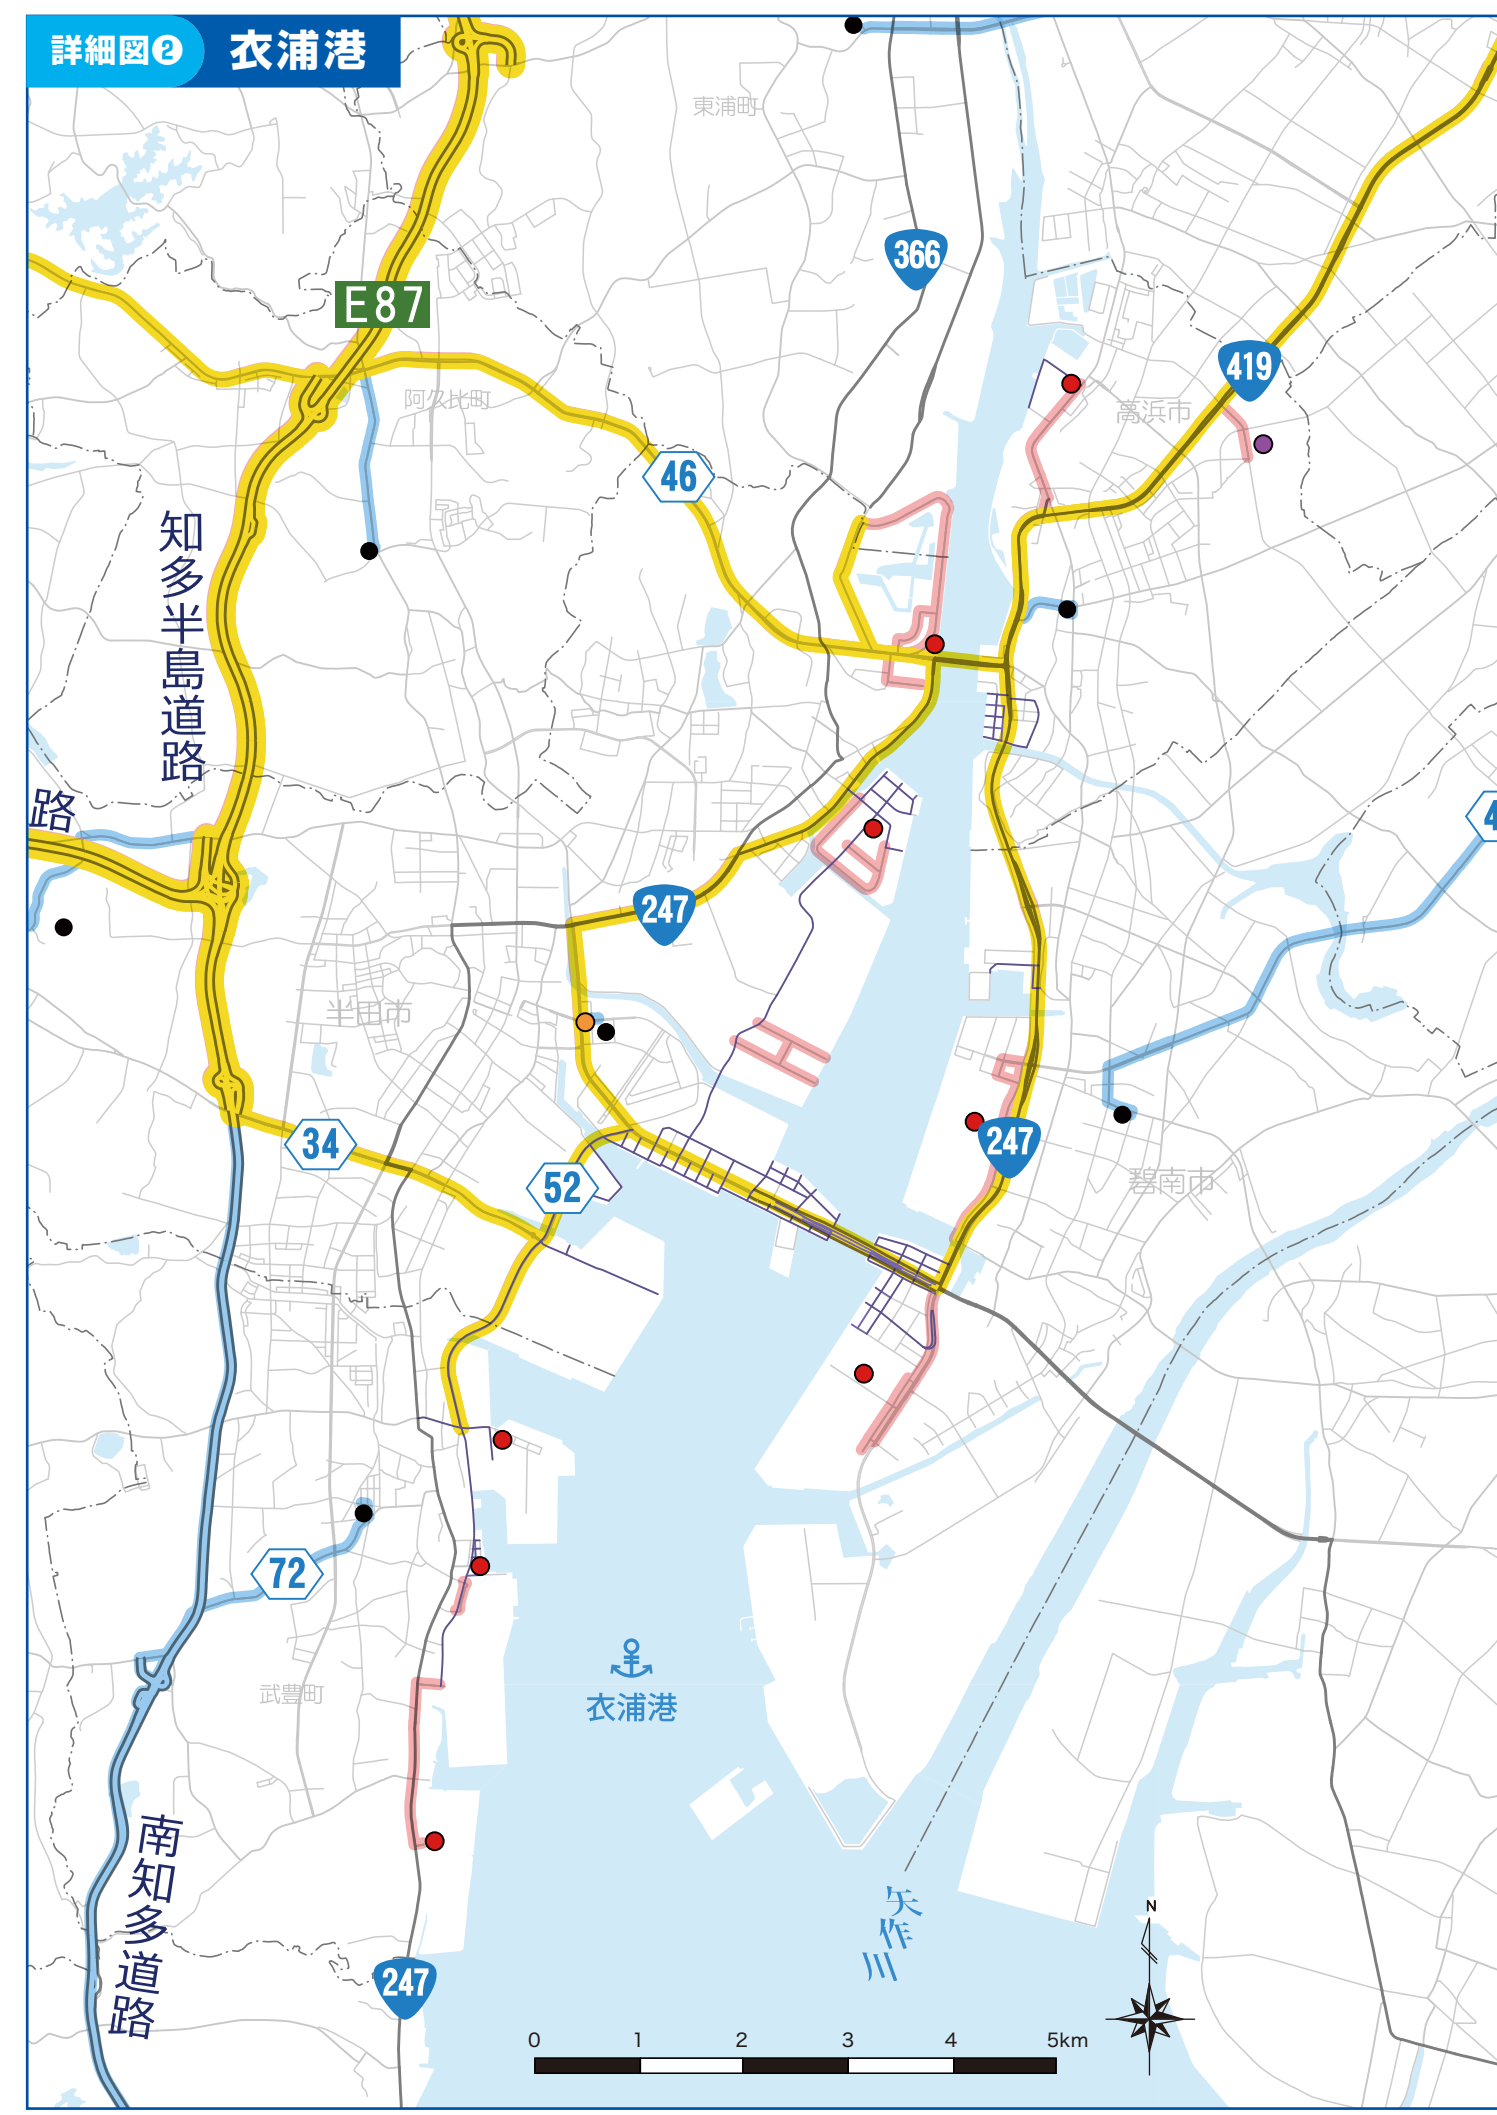 詳細図❷ 衣浦港
東浦町
366
E87
419
阿久比町
高浜市
46
知多半島道路
路
4
247
半田市
34
52
247
碧南市
72
衣浦港
武豊町
南知多道路
矢作川
N
247
0 1 2 3 4 5km